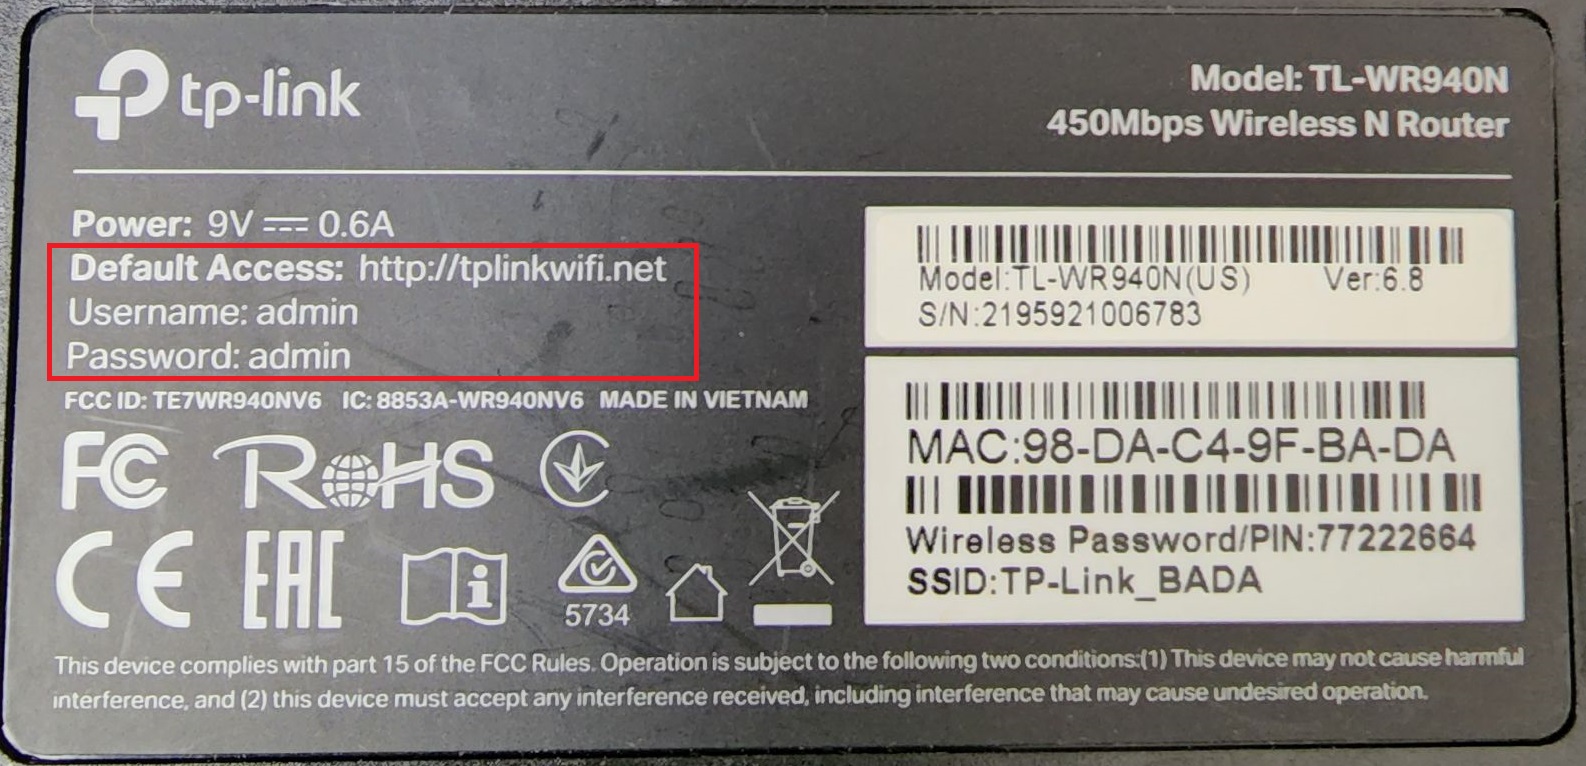 tp-link
Model: TL-WR940N
450Mbps Wireless N Router
Power: 9V 0.6A
Default Access: http://tplinkwifi.net
Username: admin
Password: admin
FCC ID: TE7WR940NV6 IC: 8853A-WR940NV6 MADE IN VIETNAM
FC
RoHS
CE
EAC
i
5734
Model:TL-WR940N(US) Ver:6.8
S/N:2195921006783
MAC:98-DA-C4-9F-BA-DA
Wireless Password/PIN:77222664
SSID:TP-Link_BADA
This device complies with part 15 of the FCC Rules. Operation is subject to the following two conditions:(1) This device may not cause harmful
interference, and (2) this device must accept any interference received, including interference that may cause undesired operation.